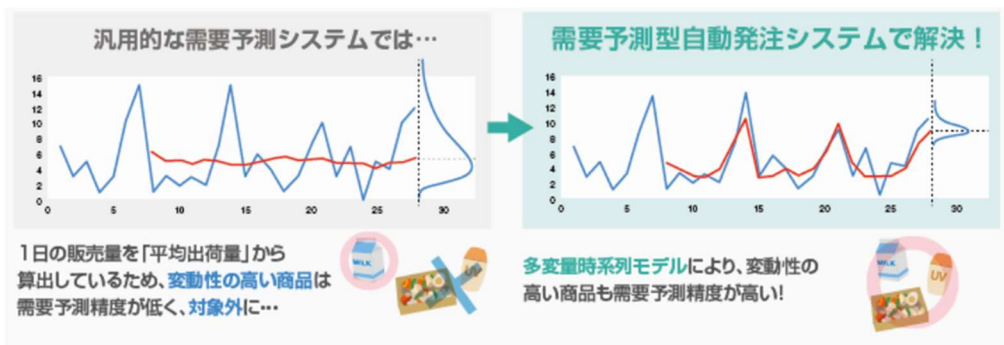 汎用的な需要予測システムでは…
需要予測型自動発注システムで解決！
16
14
12
10
8
6
4
2
0
0 5 10 15 20 25 30
16
14
12
10
8
6
4
2
0
0 5 10 15 20 25 30
1日の販売量を「平均出荷量」から
算出しているため、変動性の高い商品は
需要予測精度が低く、対象外に…
MILK
UV
多変量時系列モデルにより、変動性の
高い商品も需要予測精度が高い！
MILK
UV